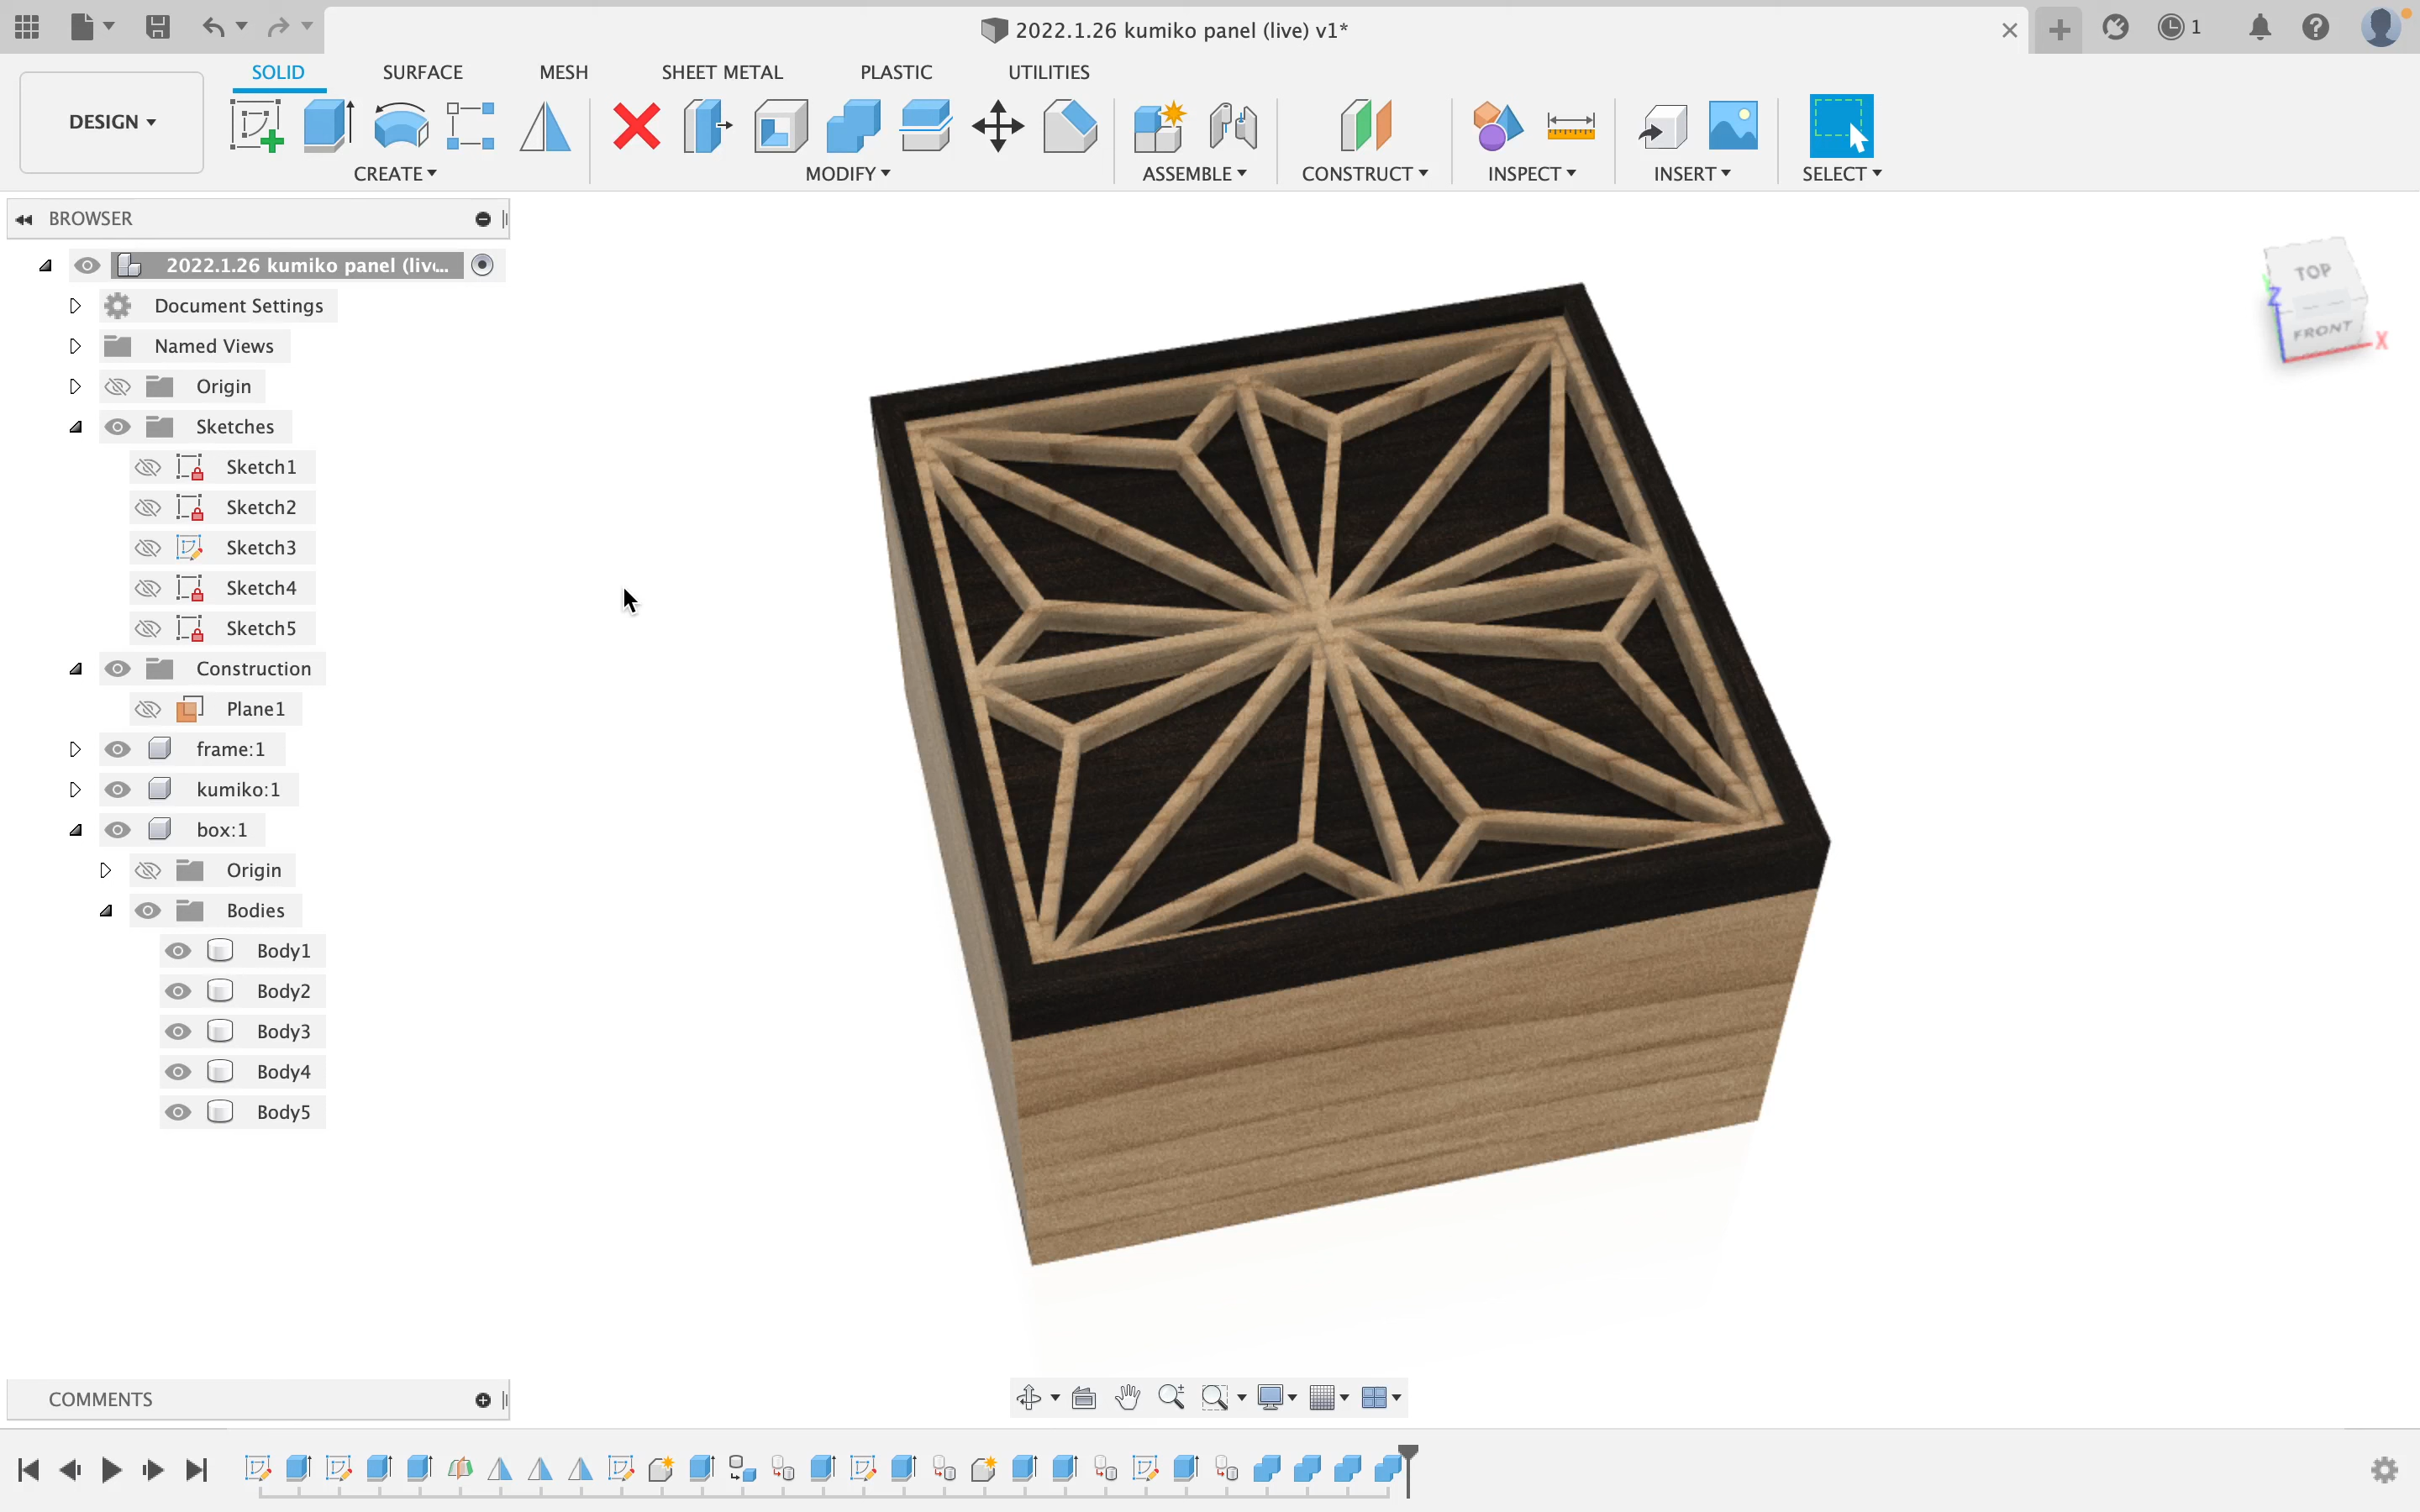 2022.1.26 kumiko panel (live) v1*
1
SOLID SURFACE MESH SHEET METAL PLASTIC UTILITIES
DESIGN
CREATE MODIFY ASSEMBLE CONSTRUCT INSPECT INSERT SELECT
BROWSER
2022.1.26 kumiko panel (liv...
Document Settings
Named Views
Origin
Sketches
Sketch1
Sketch2
Sketch3
Sketch4
Sketch5
Construction
Plane1
frame:1
kumiko:1
box:1
Origin
Bodies
Body1
Body2
Body3
Body4
Body5
TOP
Z
FRONT
X
COMMENTS